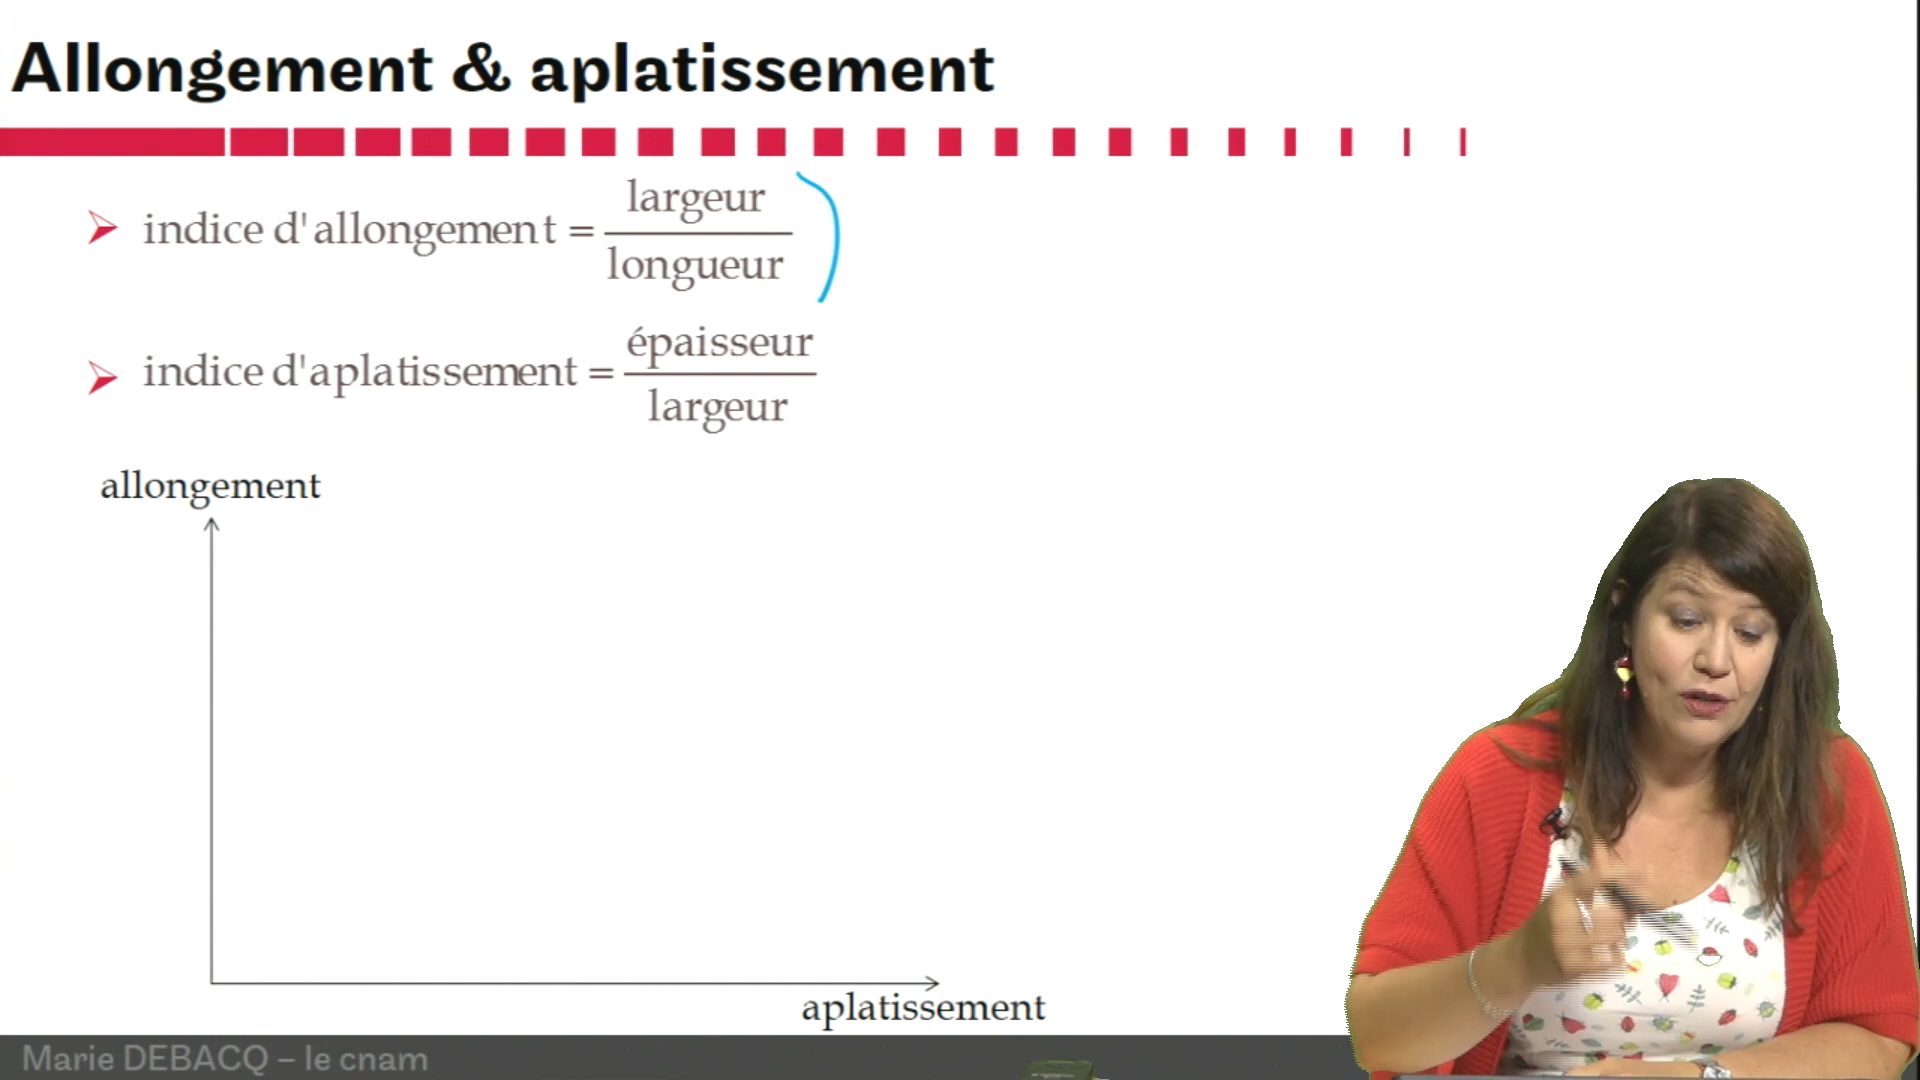 Allongement & aplatissement
indice d'allongement = largeur / longueur
indice d'aplatissement = épaisseur / largeur
allongement
aplatissement
Marie DEBACQ – le cnam